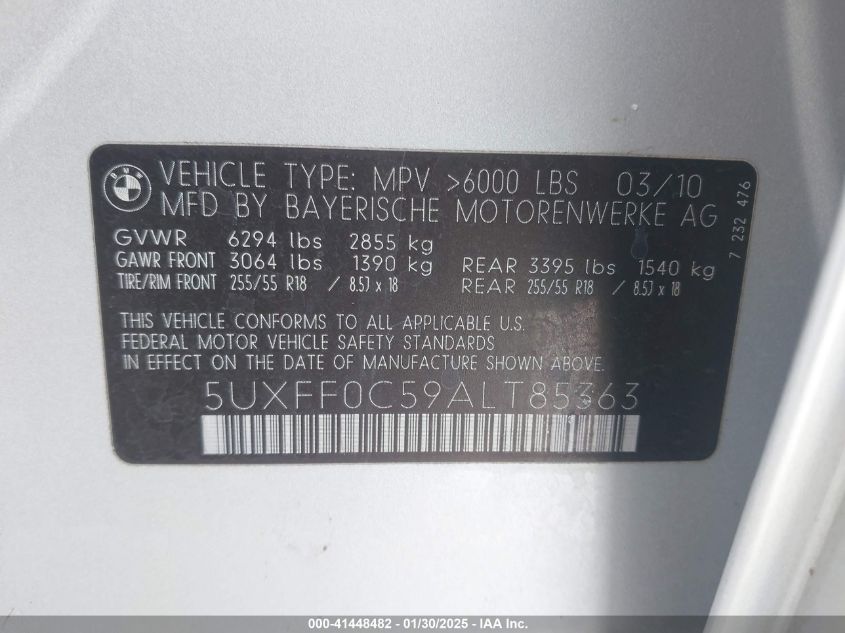 BMW
VEHICLE TYPE: MPV >6000 LBS 03/10
MFD BY BAYERISCHE MOTORENWERKE AG
GVWR 6294 lbs 2855 kg
GAWR FRONT 3064 lbs 1390 kg REAR 3395 lbs 1540 kg
TIRE/RIM FRONT 255/55 R18 / 8.5J x 18 REAR 255/55 R18 / 8.5J x 18
7 232 476
THIS VEHICLE CONFORMS TO ALL APPLICABLE U.S.
FEDERAL MOTOR VEHICLE SAFETY STANDARDS
IN EFFECT ON THE DATE OF MANUFACTURE SHOWN ABOVE.
5UXFF0C59ALT85363
000-41448482 - 01/30/2025 - IAA Inc.